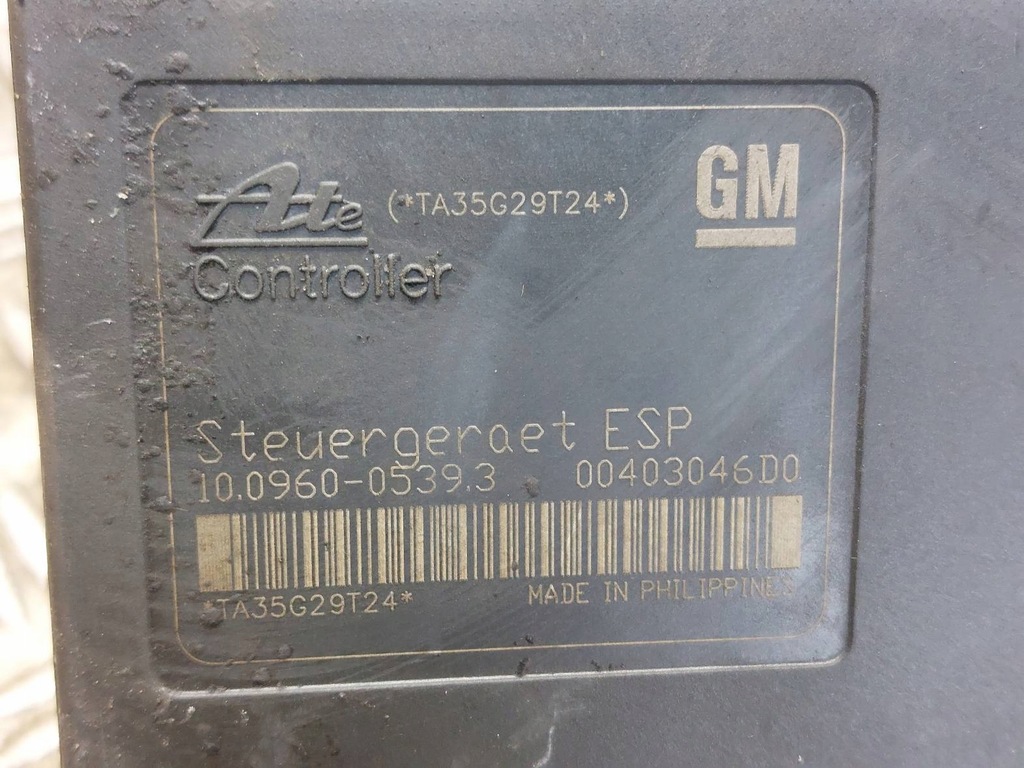 Ate (*TA35G29T24*) GM
Controller
Steuergeraet ESP
10.0960-0539.3 00403046D0
*TA35G29T24* MADE IN PHILIPPINES